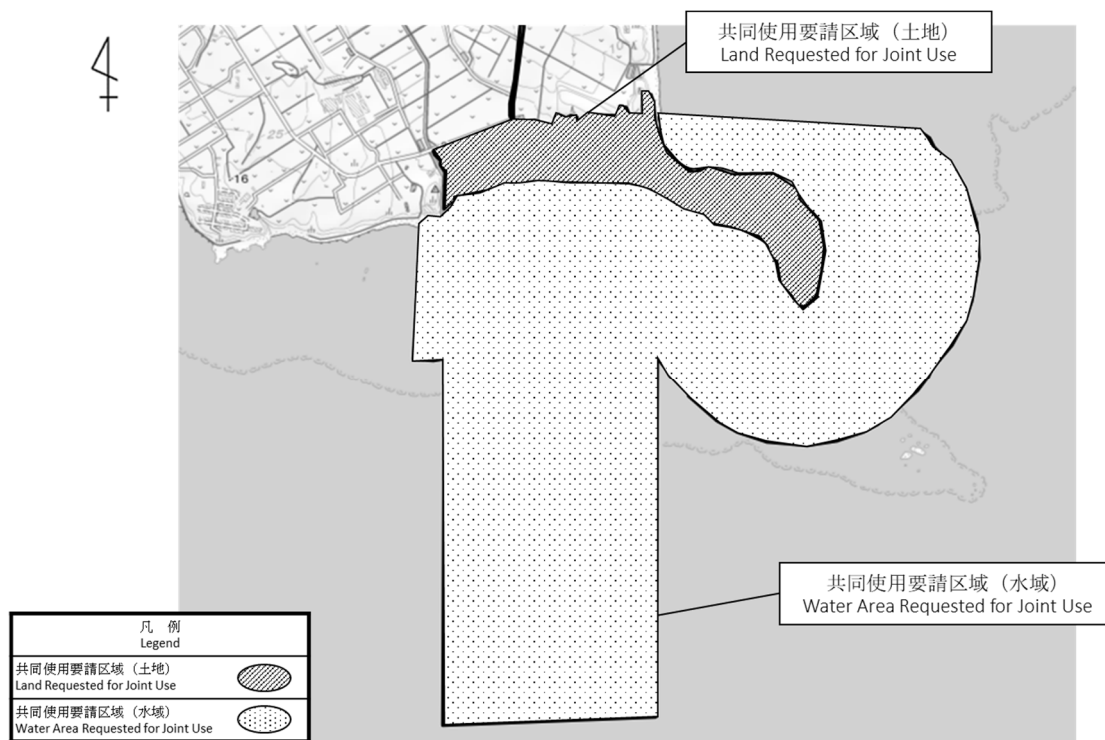 共同使用要請区域（土地）
Land Requested for Joint Use
10
25
16
共同使用要請区域（水域）
Water Area Requested for Joint Use
凡 例
Legend
共同使用要請区域（土地）
Land Requested for Joint Use
共同使用要請区域（水域）
Water Area Requested for Joint Use